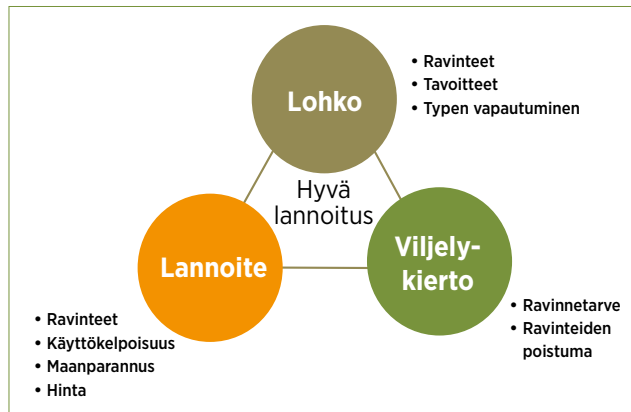 Lohko
• Ravinteet
• Tavoitteet
• Typen vapautuminen
Hyvä
lannoitus
Lannoite
• Ravinteet
• Käyttökelpoisuus
• Maanparannus
• Hinta
Viljely-
kierto
• Ravinnetarve
• Ravinteiden
poistuma